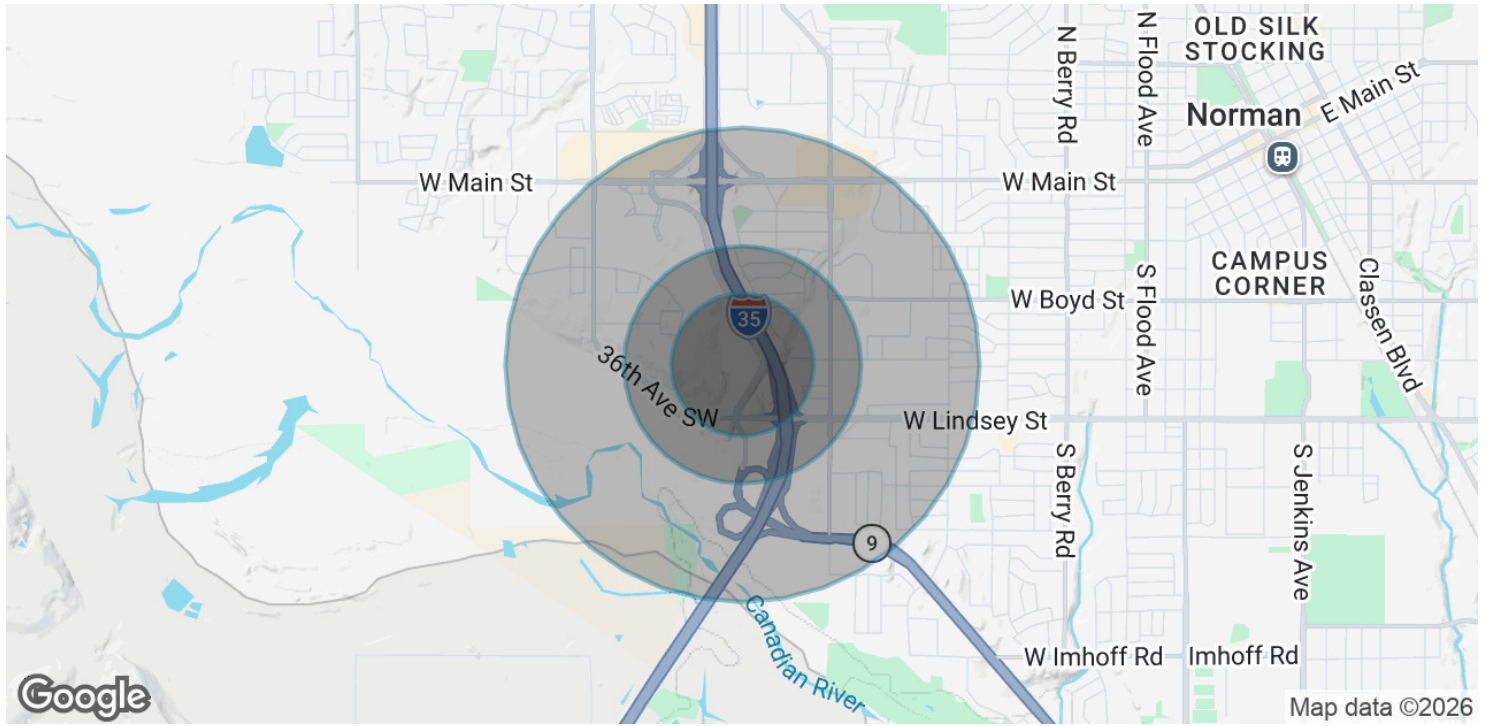 OLD SILK
STOCKING
N Berry Rd
N Flood Ave
E Main St
Norman
W Main St
W Main St
CAMPUS
CORNER
Classen Blvd
S Flood Ave
W Boyd St
35
36th Ave SW
W Lindsey St
S Berry Rd
S Jenkins Ave
9
Canadian River
W Imhoff Rd
Imhoff Rd
Google
Map data ©2026